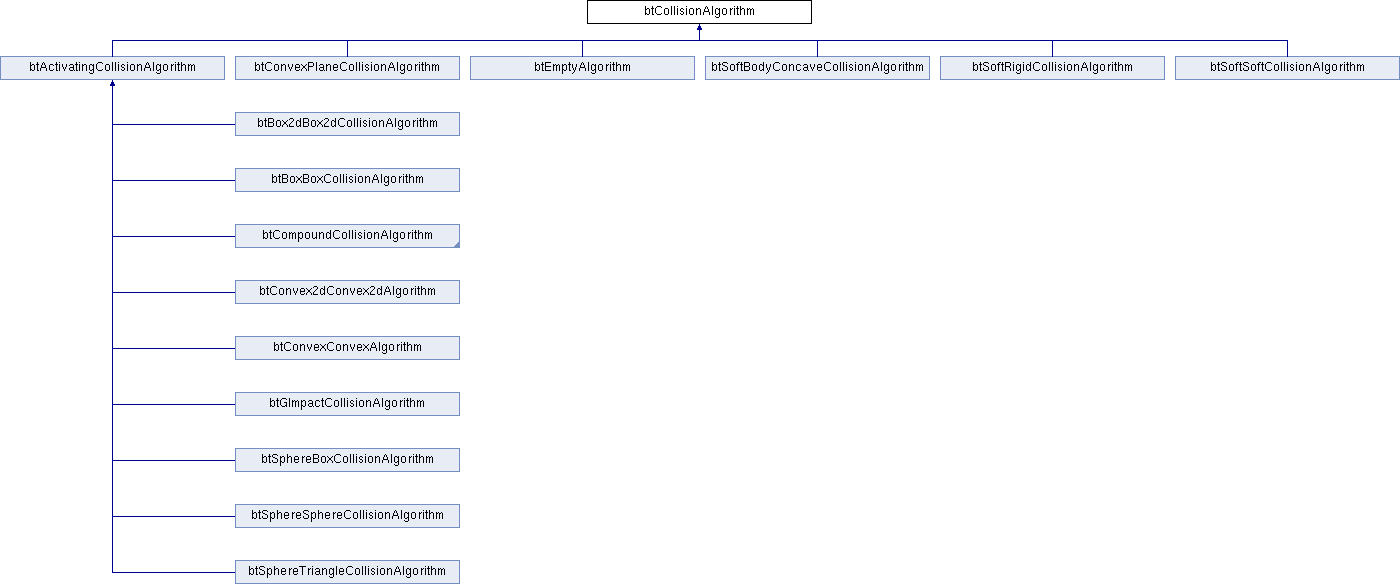 btCollisionAlgorithm
btActivatingCollisionAlgorithm
btConvexPlaneCollisionAlgorithm
btEmptyAlgorithm
btSoftBodyConcaveCollisionAlgorithm
btSoftRigidCollisionAlgorithm
btSoftSoftCollisionAlgorithm
btBox2dBox2dCollisionAlgorithm
btBoxBoxCollisionAlgorithm
btCompoundCollisionAlgorithm
btConvex2dConvex2dAlgorithm
btConvexConvexAlgorithm
btGImpactCollisionAlgorithm
btSphereBoxCollisionAlgorithm
btSphereSphereCollisionAlgorithm
btSphereTriangleCollisionAlgorithm